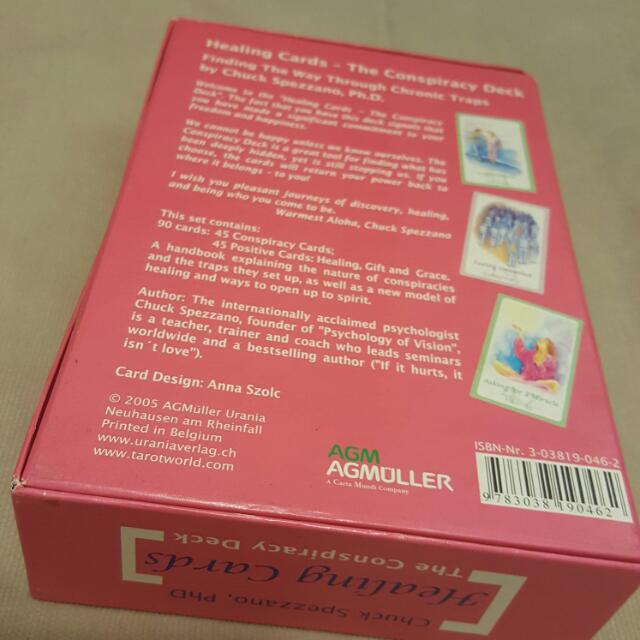 Healing Cards - The Conspiracy Deck
Finding The Way Through Chronic Traps
by Chuck Spezzano, Ph.D.
Welcome to the "Healing Cards - The Conspiracy
Deck". The fact that you have this deck signals that
you have made a significant commitment to your
freedom and happiness.
We cannot be happy unless we know ourselves. The
Conspiracy Deck is a great tool for finding what has
been deeply hidden, yet is still stopping us. If you
choose, the cards will return your power back to
where it belongs - to you!
I wish you pleasant journeys of discovery, healing,
and being who you come to be.
Warmest Aloha, Chuck Spezzano
This set contains:
90 cards: 45 Conspiracy Cards;
45 Positive Cards: Healing, Gift and Grace.
A handbook explaining the nature of conspiracies
and the traps they set up, as well as a new model of
healing and ways to open up to spirit.
Author: The internationally acclaimed psychologist
Chuck Spezzano, founder of "Psychology of Vision",
is a teacher, trainer and coach who leads seminars
worldwide and a bestselling author ("If it hurts, it
isn´t love").
Card Design: Anna Szolc
© 2005 AGMüller Urania
Neuhausen am Rheinfall
Printed in Belgium
www.uraniaverlag.ch
www.tarotworld.com
Asking for a Miracle
AGM
AGMÜLLER
A Carta Mundi Company
ISBN-Nr. 3-03819-046-2
9 783038 190462
Chuck Spezzano, PhD
Healing Cards
The Conspiracy Deck